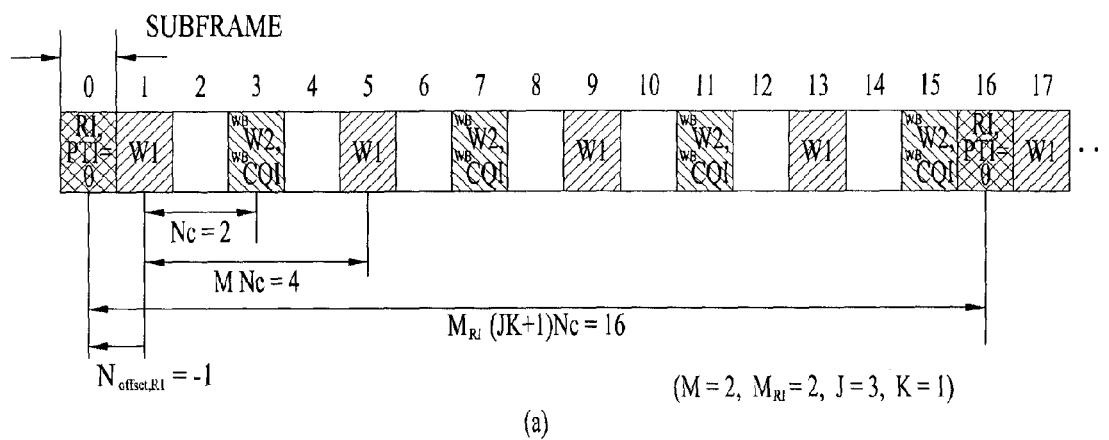 SUBFRAME
0 1 2 3 4 5 6 7 8 9 10 11 12 13 14 15 16 17
RI, PTI= 0
W1
WB W2, WB CQI
W1
WB W2, WB CQI
W1
WB W2, WB CQI
W1
WB W2, WB CQI
RI, PTI= 0
W1
Nc = 2
M Nc = 4
M_RI (JK+1)Nc = 16
N_offset,RI = -1
(M = 2, M_RI = 2, J = 3, K = 1)
(a)